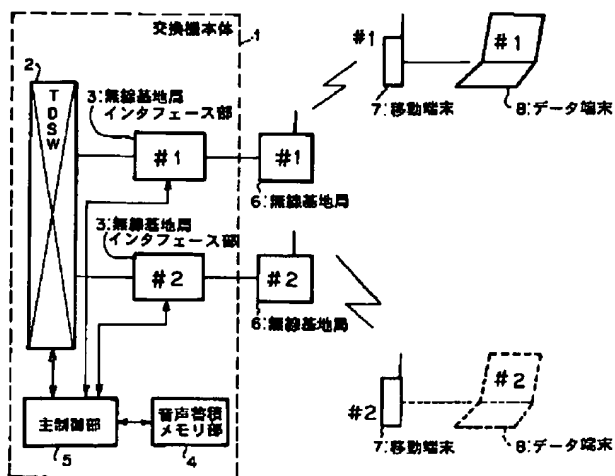 交換機本体
1
2
TDSW
3:無線基地局
インタフェース部
#1
#1
6:無線基地局
3:無線基地局
インタフェース部
#2
#2
6:無線基地局
主制御部
5
音声蓄積
メモリ部
4
#1
7:移動端末
#1
8:データ端末
#2
7:移動端末
#2
8:データ端末